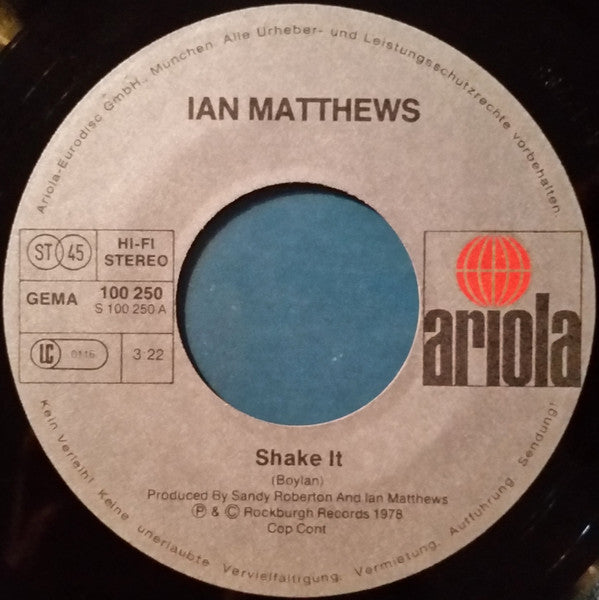 Ariola-Eurodisc GmbH., München. Alle Urheber- und Leistungsschutzrechte vorbehalten.
IAN MATTHEWS
ST 45
HI-FI
STEREO
GEMA
100 250
S 100 250 A
LC 0116
3 22
ariola
Shake It
(Boylan)
Produced By Sandy Roberton And Ian Matthews
Ⓟ & © Rockburgh Records 1978
Cop Cont
Kein Verleih! Keine unerlaubte Vervielfältigung. Vermietung. Aufführung. Sendung!